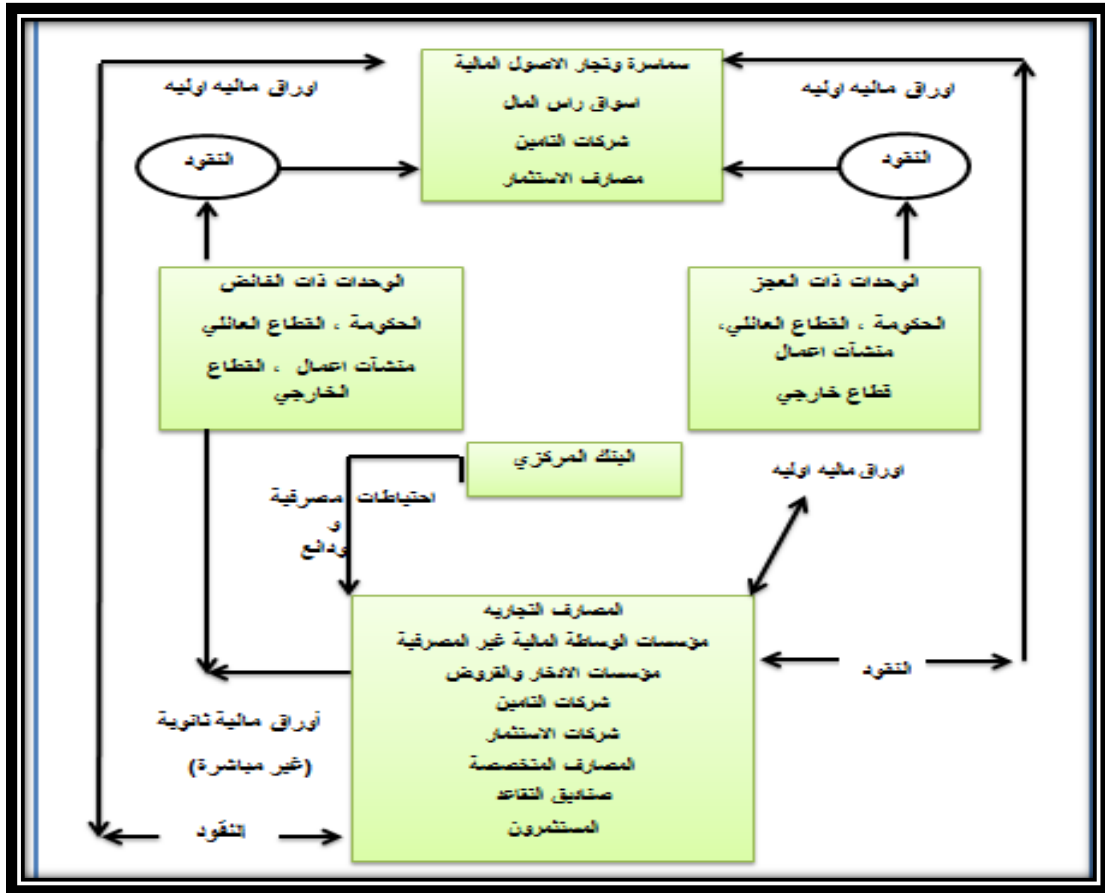 سماسرة وتجار الاصول المالية
اسواق راس المال
شركات التامين
مصارف الاستثمار
اوراق ماليه اوليه
اوراق ماليه اوليه
النقود
النقود
الوحدات ذات العجز
الحكومة ، القطاع العائلي،
منشآت اعمال
قطاع خارجي
الوحدات ذات الفائض
الحكومة ، القطاع العائلي
منشآت اعمال ، القطاع
الخارجي
البنك المركزي
اوراق ماليه اوليه
احتياطات مصرفية
و
ودائع
المصارف التجاريه
مؤسسات الوساطة المالية غير المصرفية
مؤسسات الادخار والقروض
شركات التامين
شركات الاستثمار
المصارف المتخصصة
صناديق التقاعد
المستثمرون
النقود
أوراق مالية ثانوية
(غير مباشرة)
النقود